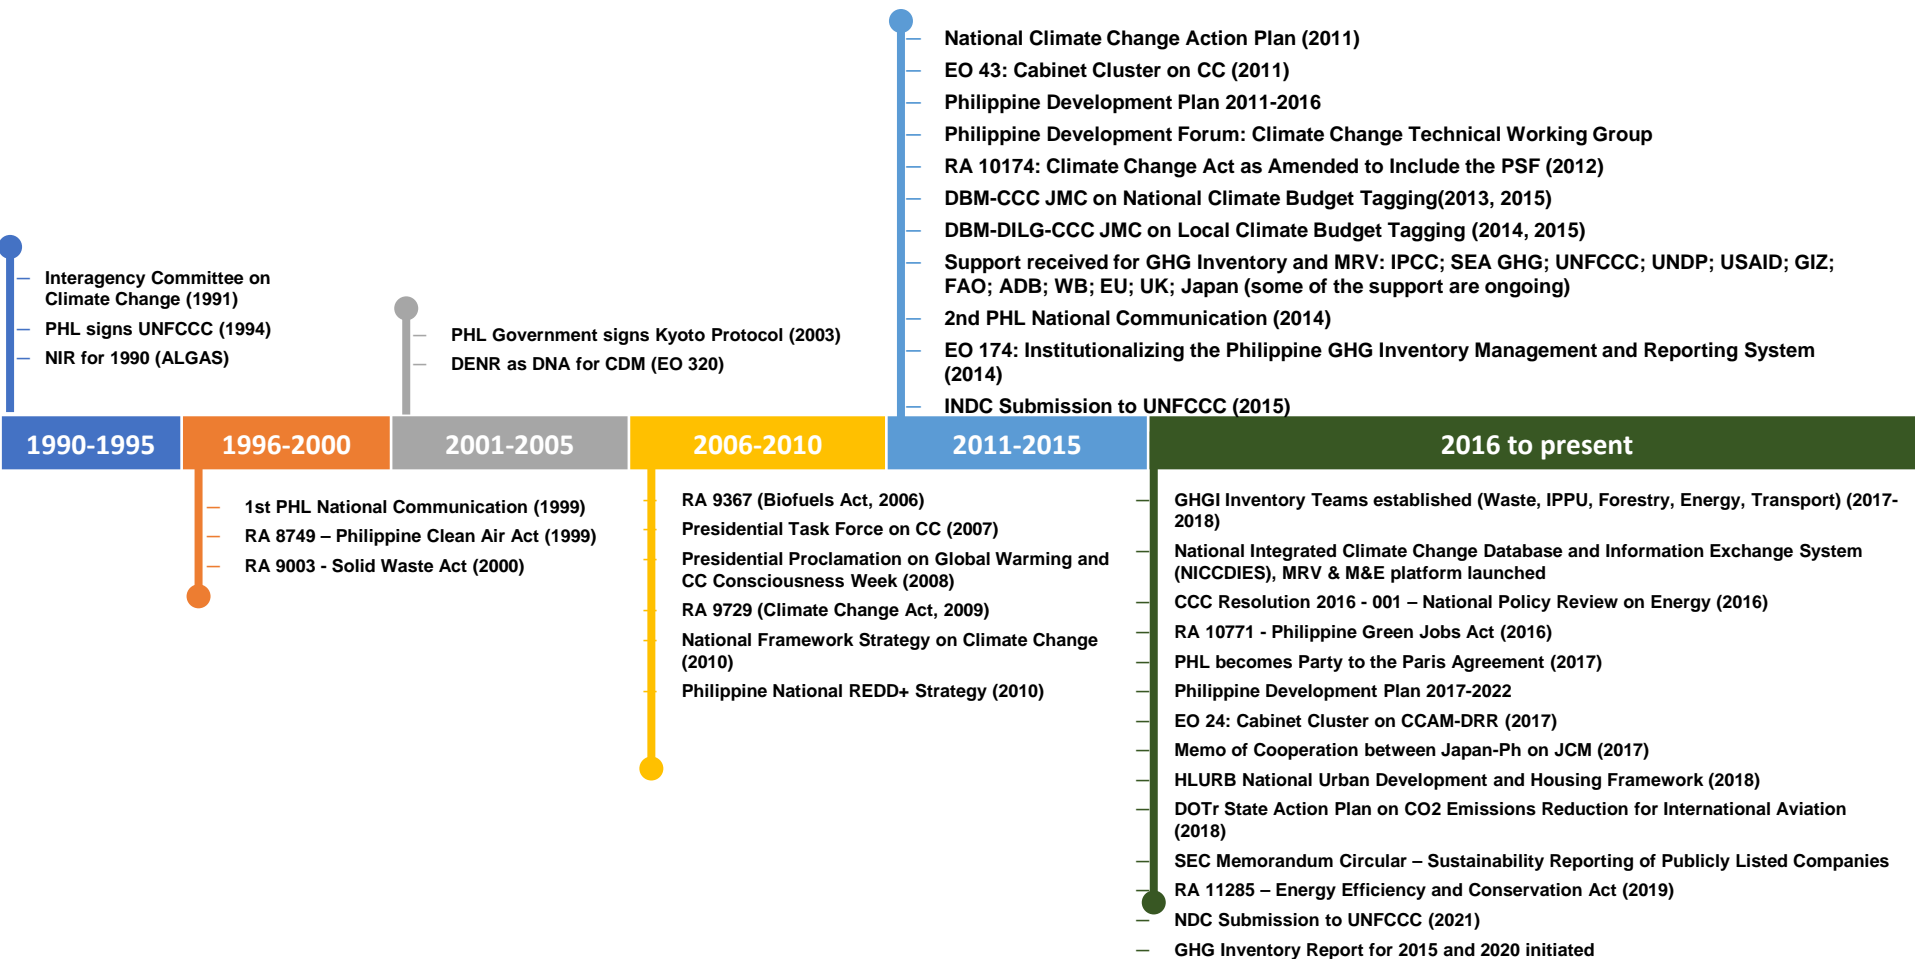 National Climate Change Action Plan (2011)
EO 43: Cabinet Cluster on CC (2011)
Philippine Development Plan 2011-2016
Philippine Development Forum: Climate Change Technical Working Group
RA 10174: Climate Change Act as Amended to Include the PSF (2012)
DBM-CCC JMC on National Climate Budget Tagging(2013, 2015)
DBM-DILG-CCC JMC on Local Climate Budget Tagging (2014, 2015)
Support received for GHG Inventory and MRV: IPCC; SEA GHG; UNFCCC; UNDP; USAID; GIZ;
FAO; ADB; WB; EU; UK; Japan (some of the support are ongoing)
2nd PHL National Communication (2014)
EO 174: Institutionalizing the Philippine GHG Inventory Management and Reporting System
(2014)
INDC Submission to UNFCCC (2015)
Interagency Committee on
Climate Change (1991)
PHL signs UNFCCC (1994)
NIR for 1990 (ALGAS)
PHL Government signs Kyoto Protocol (2003)
DENR as DNA for CDM (EO 320)
1990-1995
1996-2000
2001-2005
2006-2010
2011-2015
2016 to present
1st PHL National Communication (1999)
RA 8749 – Philippine Clean Air Act (1999)
RA 9003 - Solid Waste Act (2000)
RA 9367 (Biofuels Act, 2006)
Presidential Task Force on CC (2007)
Presidential Proclamation on Global Warming and
CC Consciousness Week (2008)
RA 9729 (Climate Change Act, 2009)
National Framework Strategy on Climate Change
(2010)
Philippine National REDD+ Strategy (2010)
GHGI Inventory Teams established (Waste, IPPU, Forestry, Energy, Transport) (2017-
2018)
National Integrated Climate Change Database and Information Exchange System
(NICCDIES), MRV & M&E platform launched
CCC Resolution 2016 - 001 – National Policy Review on Energy (2016)
RA 10771 - Philippine Green Jobs Act (2016)
PHL becomes Party to the Paris Agreement (2017)
Philippine Development Plan 2017-2022
EO 24: Cabinet Cluster on CCAM-DRR (2017)
Memo of Cooperation between Japan-Ph on JCM (2017)
HLURB National Urban Development and Housing Framework (2018)
DOTr State Action Plan on CO2 Emissions Reduction for International Aviation
(2018)
SEC Memorandum Circular – Sustainability Reporting of Publicly Listed Companies
RA 11285 – Energy Efficiency and Conservation Act (2019)
NDC Submission to UNFCCC (2021)
GHG Inventory Report for 2015 and 2020 initiated